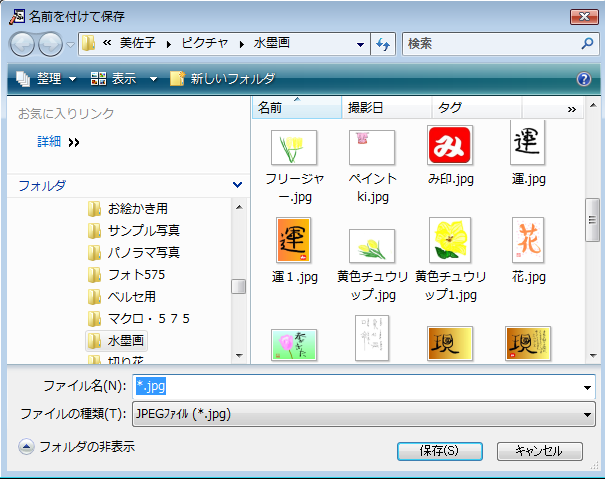 名前を付けて保存
« 美佐子 ▸ ピクチャ ▸ 水墨画
検索
整理 表示 新しいフォルダ
お気に入りリンク
詳細 »
フォルダ
お絵かき用
サンプル写真
パノラマ写真
フォト575
ベルセ用
マクロ・５７５
水墨画
切り花
名前 撮影日 タグ »
フリージャー.jpg
ペイントki.jpg
み印.jpg
運.jpg
運１.jpg
黄色チュウリップ.jpg
黄色チュウリップ1.jpg
花.jpg
ファイル名(N): *.jpg
ファイルの種類(T): JPEGﾌｧｲﾙ (*.jpg)
フォルダの非表示
保存(S)
キャンセル